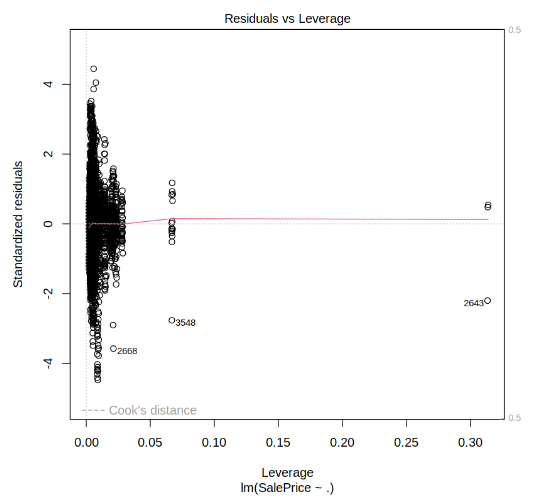 Residuals vs Leverage
0.5
4
2
0
-2
-4
Standardized residuals
2643
3548
2668
Cook's distance
0.5
0.00 0.05 0.10 0.15 0.20 0.25 0.30
Leverage
lm(SalePrice ~ .)